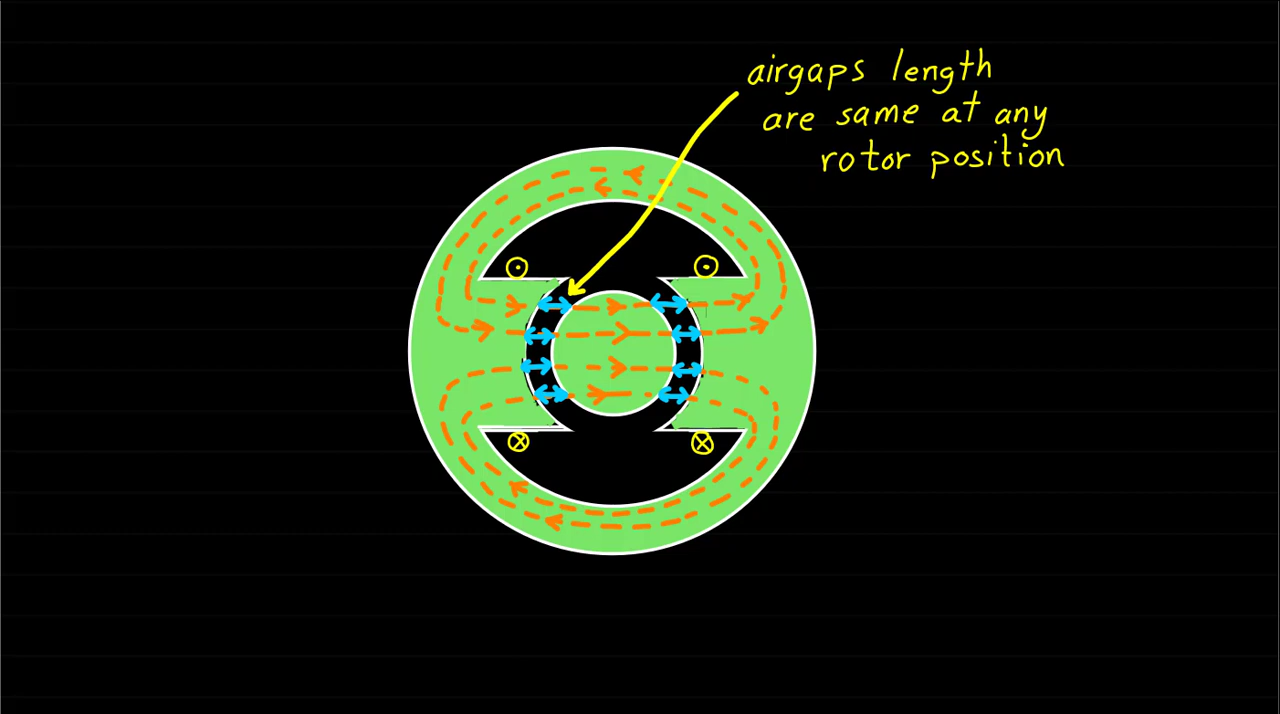 airgaps length
are same at any
rotor position